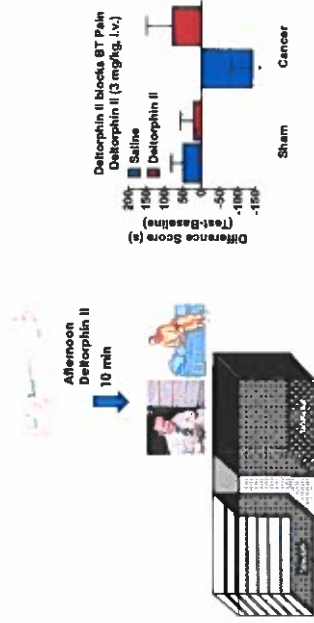 Afternoon
Deltorphin II
10 min
Deltorphin II blocks BT Pain
Deltorphin II (3 mg/kg, i.v.)
Saline
Deltorphin II
Difference Score (s)
(Test-Baseline)
200
150
100
50
0
-50
-100
-150
*
Sham
Cancer